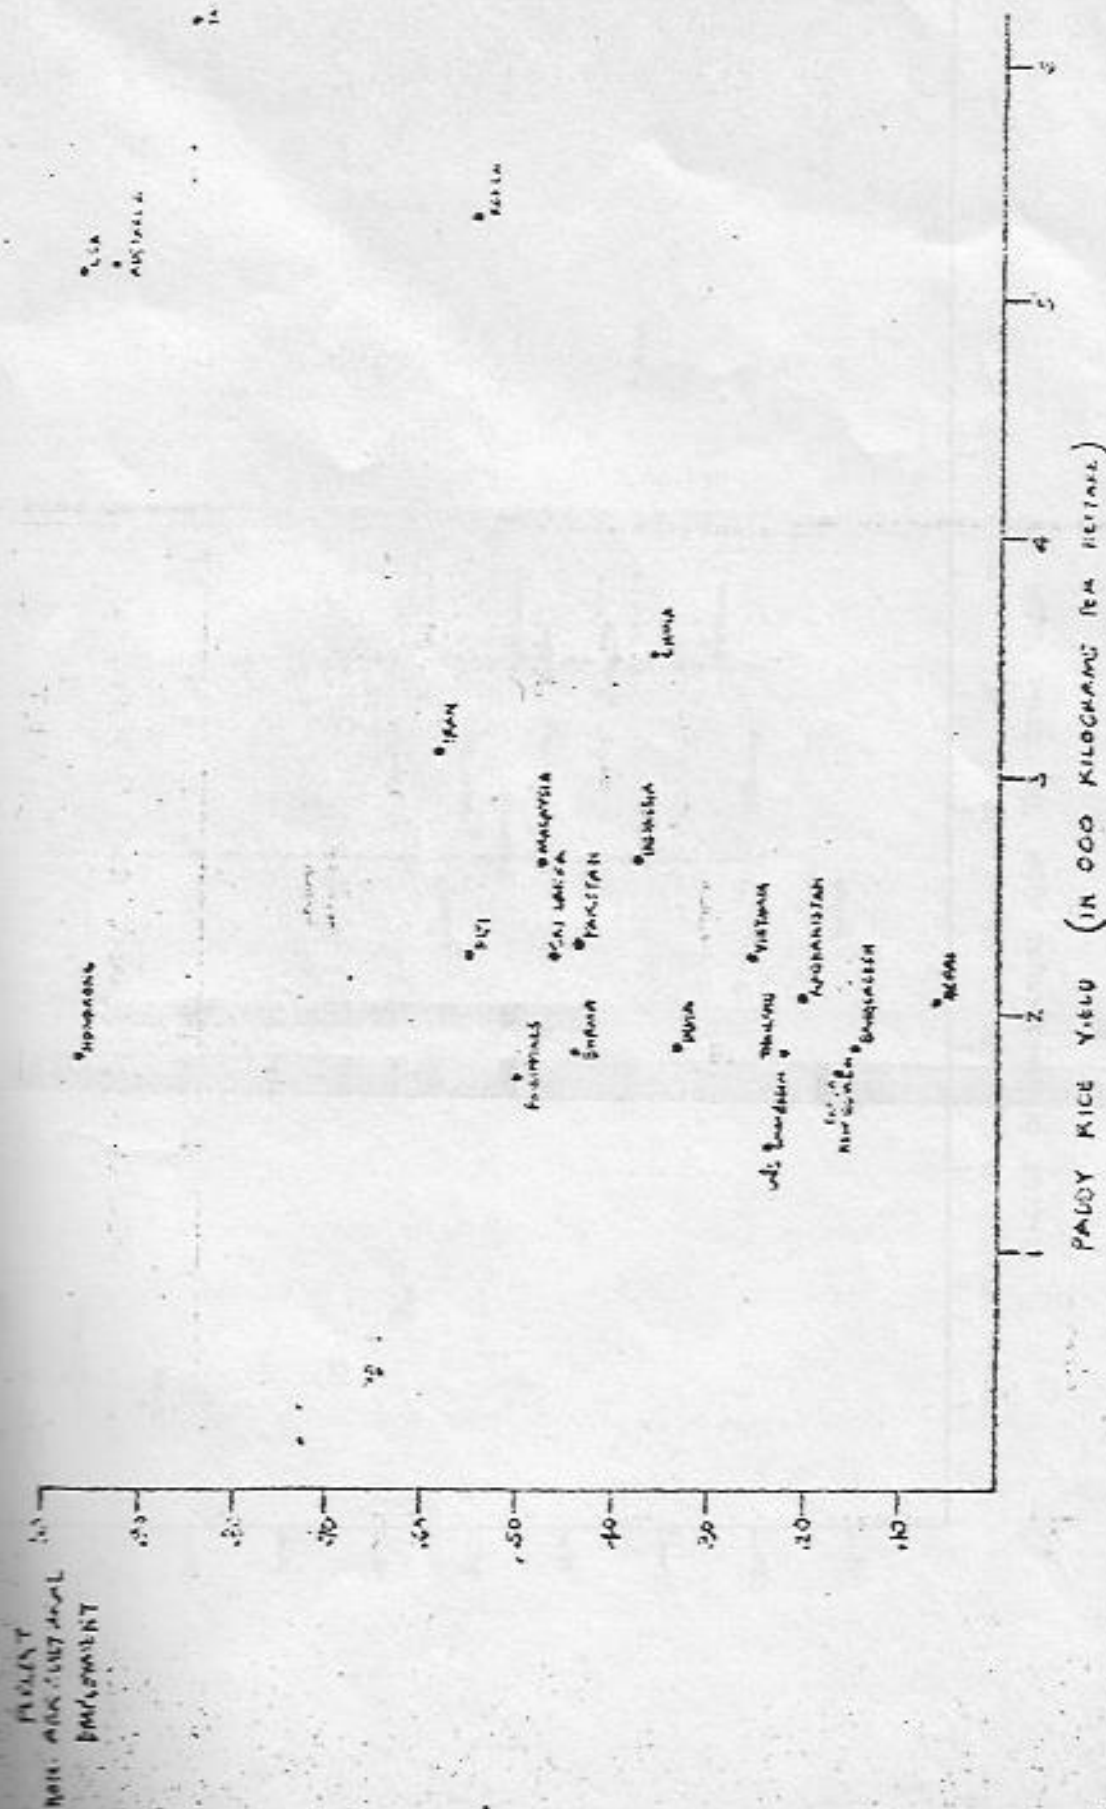 PERCENT
NON AGRICULTURAL
EMPLOYMENT
.90
.70
.60
.50
.40
.30
.20
.10
HONGKONG
USA
AUSTRALIA
KOREA
IRAN
FIJI
MALAYSIA
SRI LANKA
PAKISTAN
BURMA
PHILIPPINES
INDONESIA
CHINA
INDIA
VIETNAM
THAILAND
AFGHANISTAN
BANGLADESH
NEW GUINEA
NEPAL
1
2
3
4
5
PADDY RICE YIELD (IN 000 KILOGRAMS PER HECTARE)